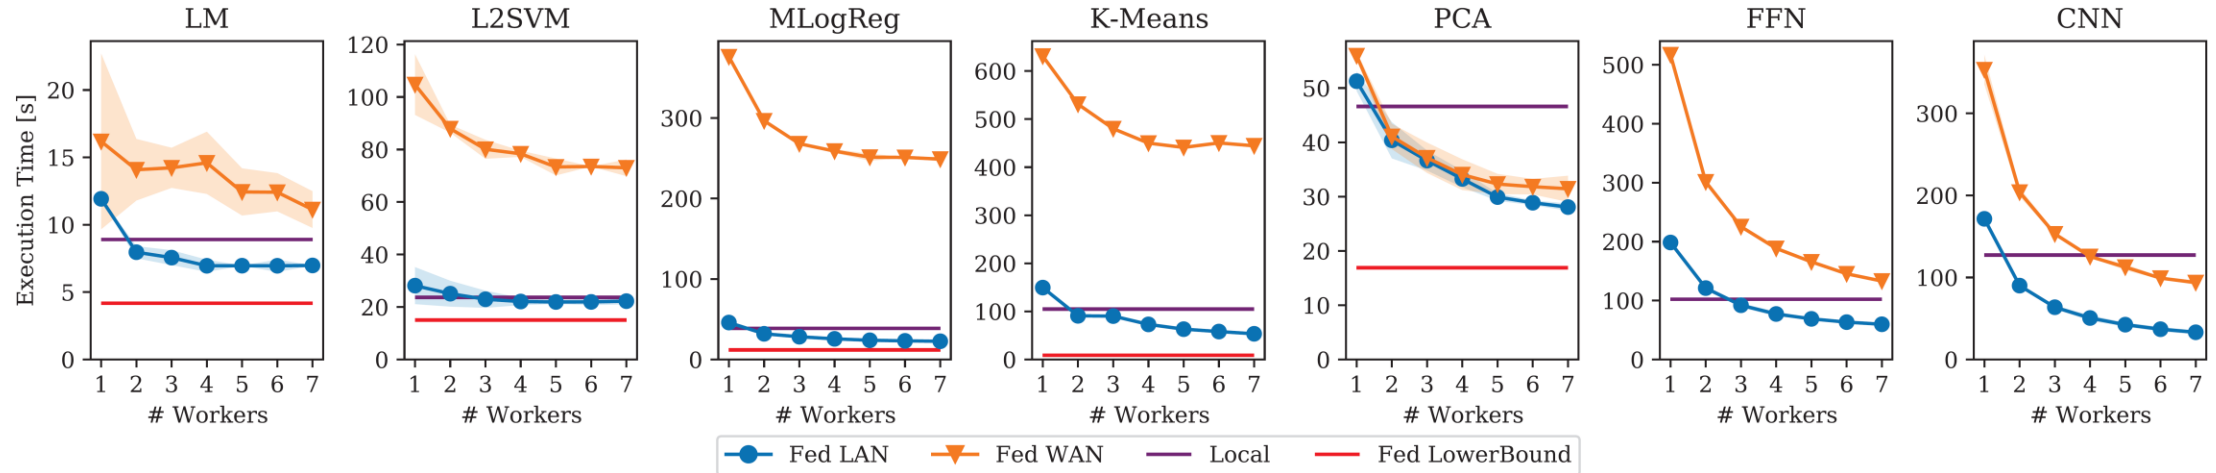 LM
L2SVM
MLogReg
K-Means
PCA
FFN
CNN
Execution Time [s]
20
15
10
5
0
1 2 3 4 5 6 7
# Workers
120
100
80
60
40
20
0
1 2 3 4 5 6 7
# Workers
300
200
100
0
1 2 3 4 5 6 7
# Workers
600
500
400
300
200
100
0
1 2 3 4 5 6 7
# Workers
50
40
30
20
10
0
1 2 3 4 5 6 7
# Workers
500
400
300
200
100
0
1 2 3 4 5 6 7
# Workers
300
200
100
0
1 2 3 4 5 6 7
# Workers
Fed LAN
Fed WAN
Local
Fed LowerBound